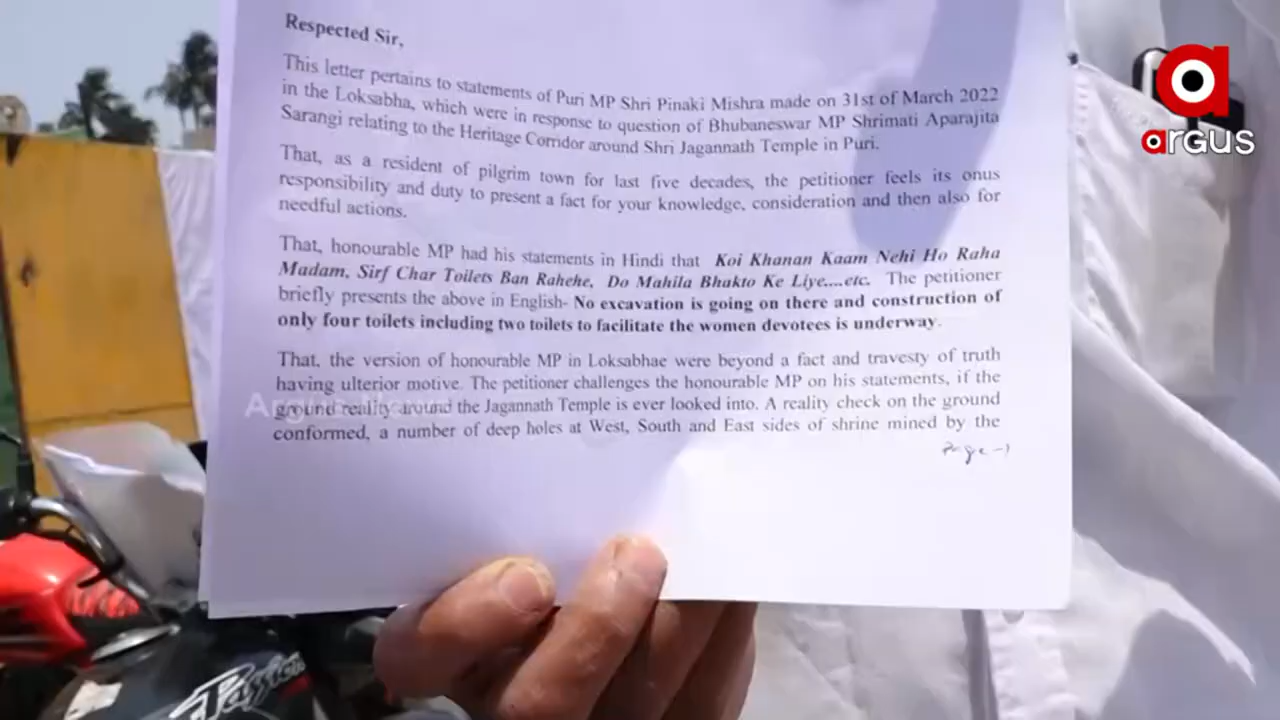 Respected Sir,
This letter pertains to statements of Puri MP Shri Pinaki Mishra made on 31st of March 2022
in the Loksabha, which were in response to question of Bhubaneswar MP Shrimati Aparajita
Sarangi relating to the Heritage Corridor around Shri Jagannath Temple in Puri.
That, as a resident of pilgrim town for last five decades, the petitioner feels its onus
responsibility and duty to present a fact for your knowledge, consideration and then also for
needful actions.
That, honourable MP had his statements in Hindi that Koi Khanan Kaam Nehi Ho Raha
Madam, Sirf Char Toilets Ban Rahehe, Do Mahila Bhakto Ke Liye....etc. The petitioner
briefly presents the above in English- No excavation is going on there and construction of
only four toilets including two toilets to facilitate the women devotees is underway.
That, the version of honourable MP in Loksabhae were beyond a fact and travesty of truth
having ulterior motive. The petitioner challenges the honourable MP on his statements, if the
ground reality around the Jagannath Temple is ever looked into. A reality check on the ground
conformed, a number of deep holes at West, South and East sides of shrine mined by the
Page-1
argus
Argus News
Passion